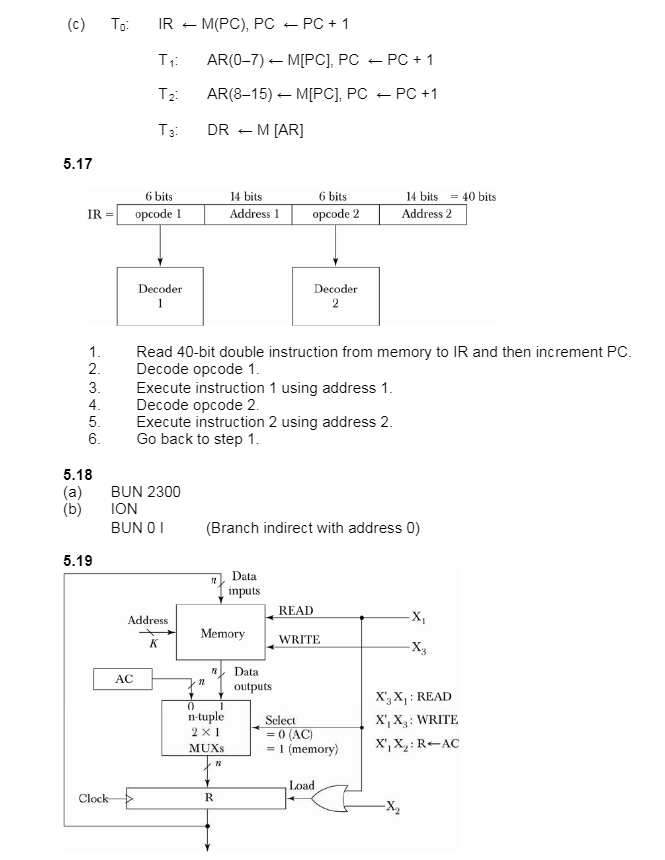 (c) T0: IR ← M(PC), PC ← PC + 1
T1: AR(0–7) ← M[PC], PC ← PC + 1
T2: AR(8–15) ← M[PC], PC ← PC +1
T3: DR ← M [AR]
5.17
6 bits 14 bits 6 bits 14 bits = 40 bits
IR = opcode 1 Address 1 opcode 2 Address 2
Decoder Decoder
1 2
1. Read 40-bit double instruction from memory to IR and then increment PC.
2. Decode opcode 1.
3. Execute instruction 1 using address 1.
4. Decode opcode 2.
5. Execute instruction 2 using address 2.
6. Go back to step 1.
5.18
(a) BUN 2300
(b) ION
BUN 0 I (Branch indirect with address 0)
5.19
n Data
inputs
READ
Address X1
Memory
K WRITE
X3
n Data
AC n outputs
X'3 X1 : READ
0 1
n-tuple Select X'1 X3 : WRITE
2 × 1 = 0 (AC)
MUXs = 1 (memory) X'1 X2 : R←AC
n
Load
Clock R
X2